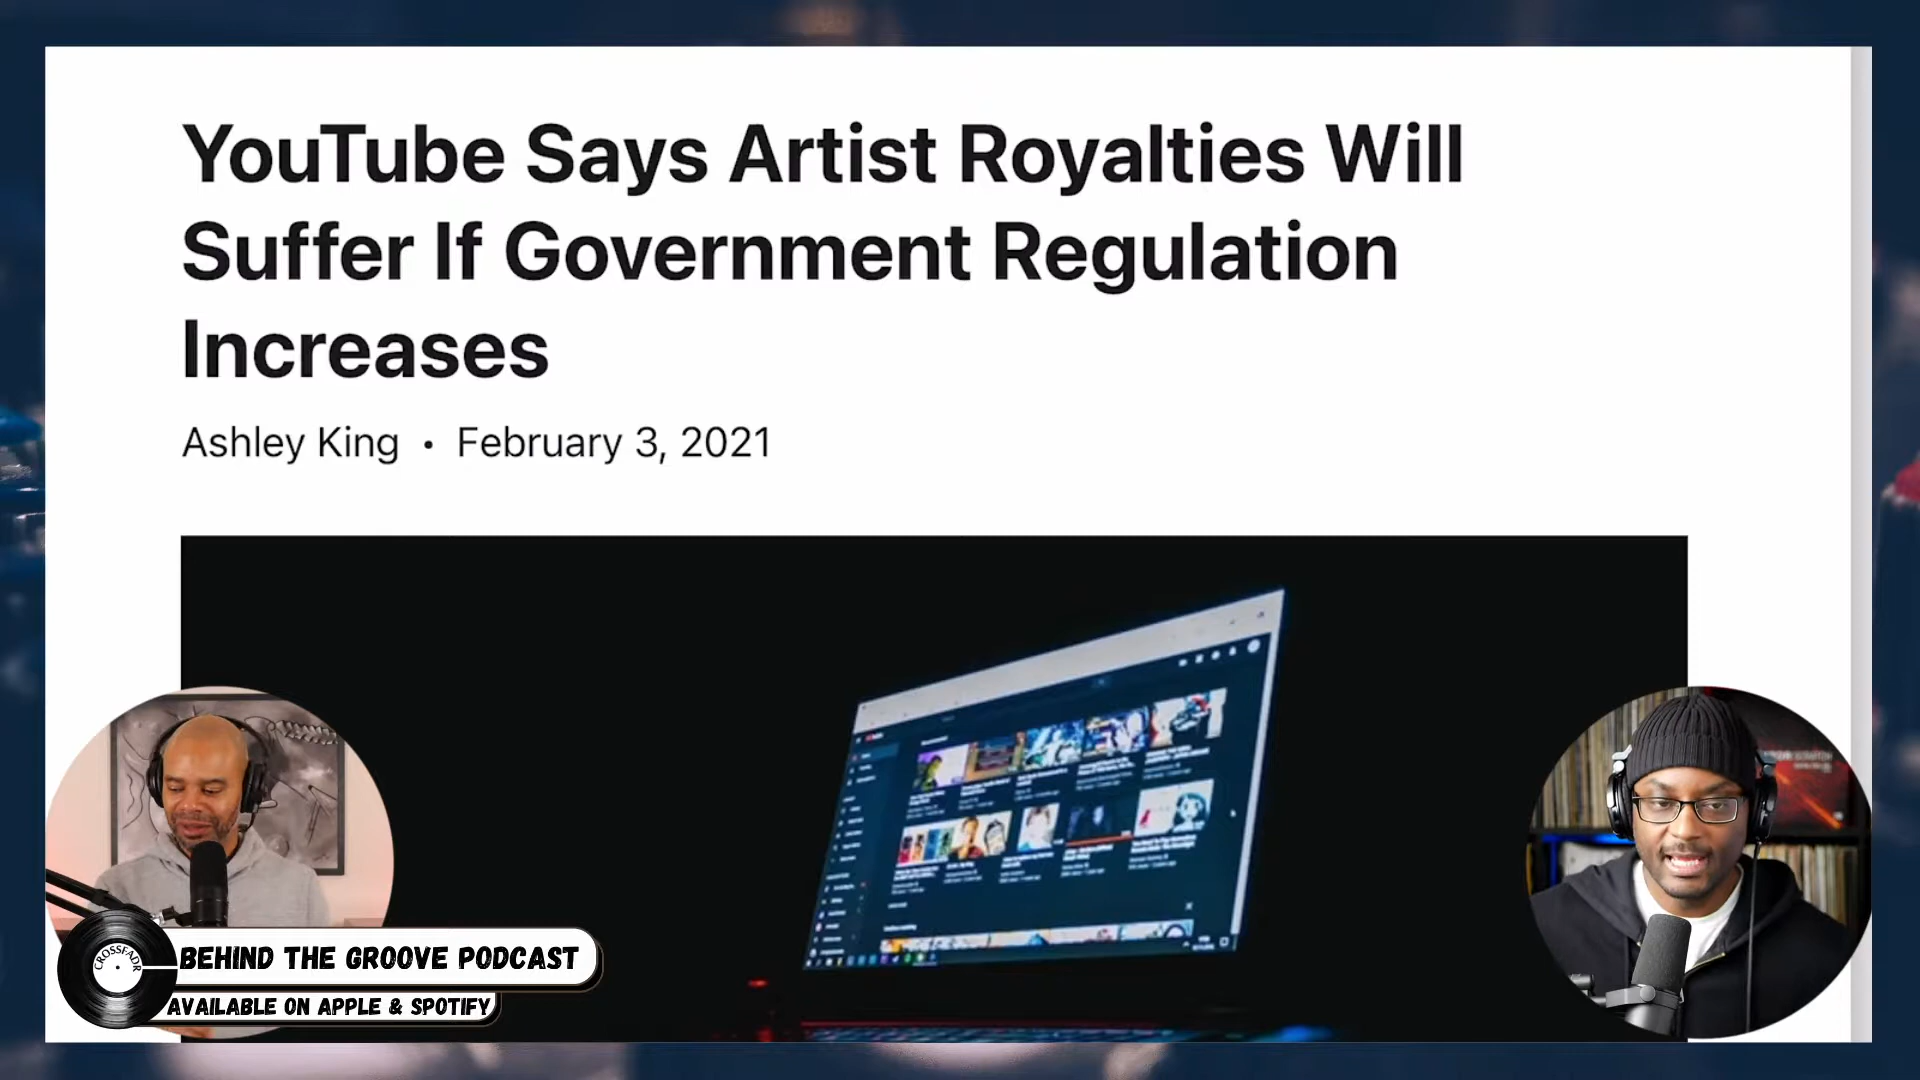 YouTube Says Artist Royalties Will
Suffer If Government Regulation
Increases
Ashley King • February 3, 2021
CROSSFADR
BEHIND THE GROOVE PODCAST
AVAILABLE ON APPLE & SPOTIFY